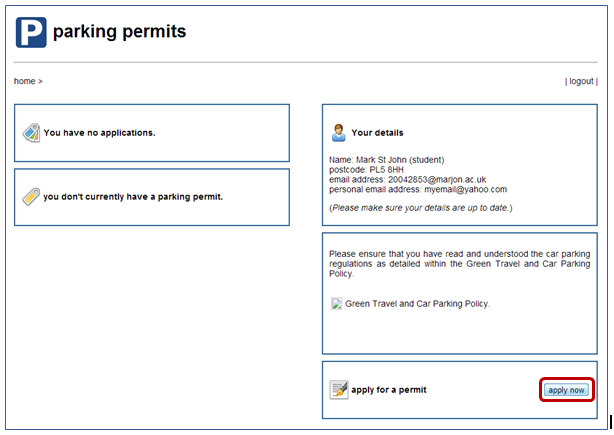 P parking permits
home >
| logout |
You have no applications.
you don't currently have a parking permit.
Your details
Name: Mark St John (student)
postcode: PL5 8HH
email address: 20042853@marjon.ac.uk
personal email address: myemail@yahoo.com
(Please make sure your details are up to date.)
Please ensure that you have read and understood the car parking
regulations as detailed within the Green Travel and Car Parking
Policy.
Green Travel and Car Parking Policy.
apply for a permit
apply now